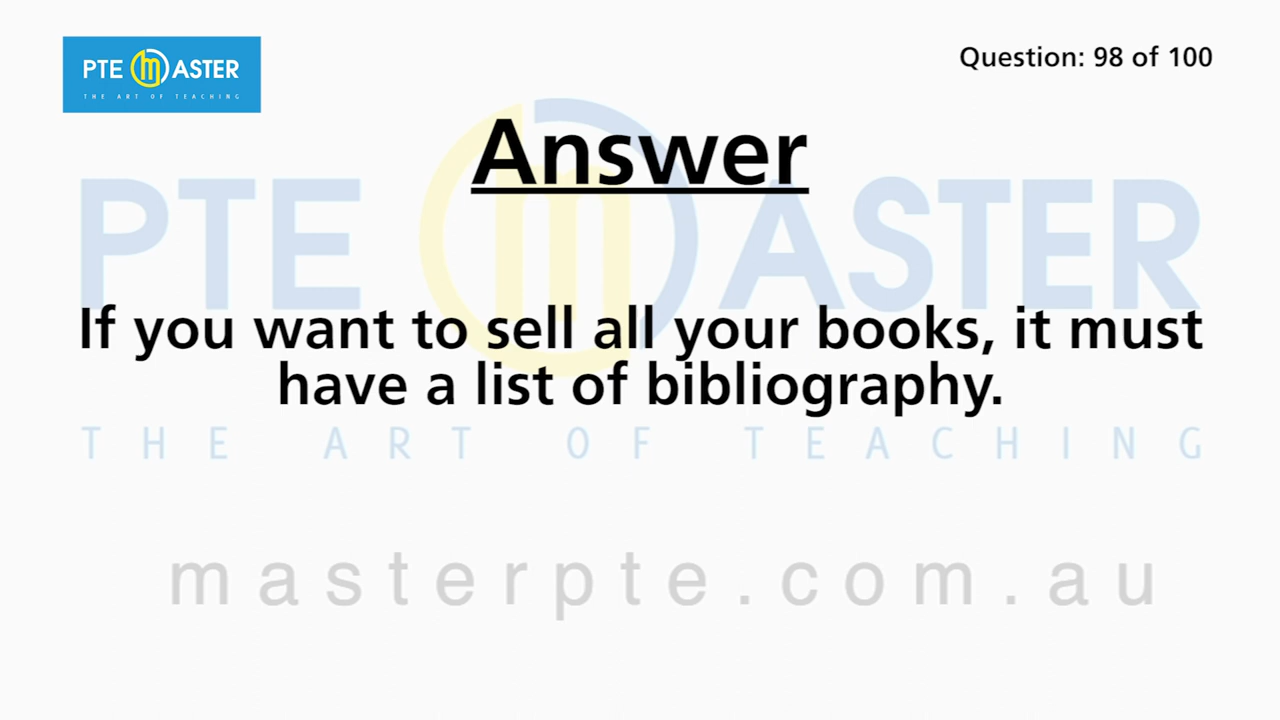 PTE MASTER
THE ART OF TEACHING
Question: 98 of 100
Answer
PTE MASTER
If you want to sell all your books, it must
have a list of bibliography.
THE ART OF TEACHING
masterpte.com.au